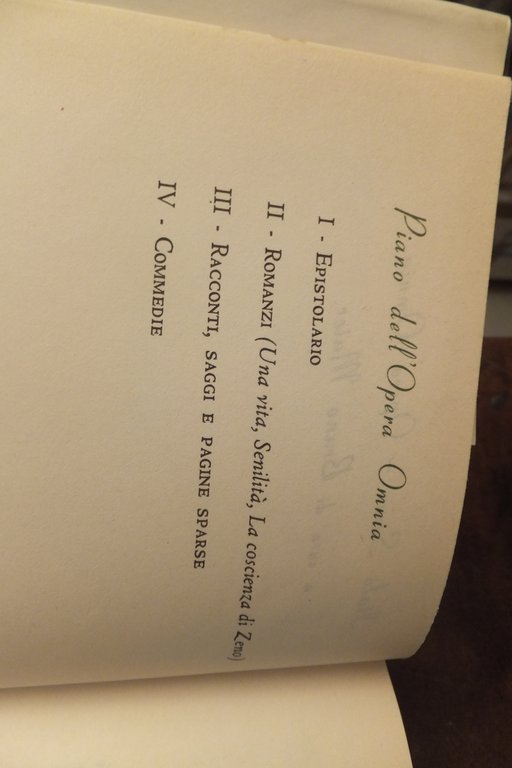 Piano dell'Opera Omnia
I - Epistolario
II - Romanzi (Una vita, Senilità, La coscienza di Zeno)
III - Racconti, saggi e pagine sparse
IV - Commedie